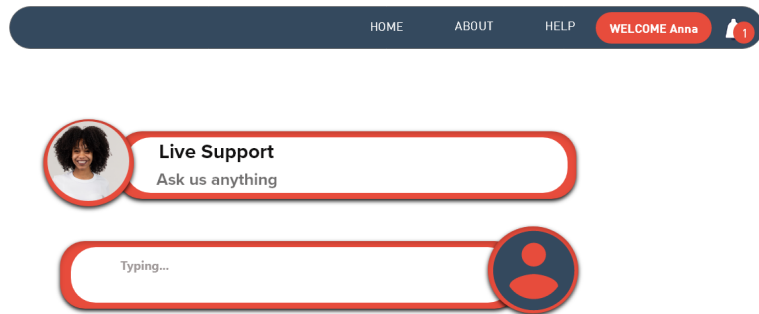 HOME ABOUT HELP WELCOME Anna 1
Live Support
Ask us anything
Typing...